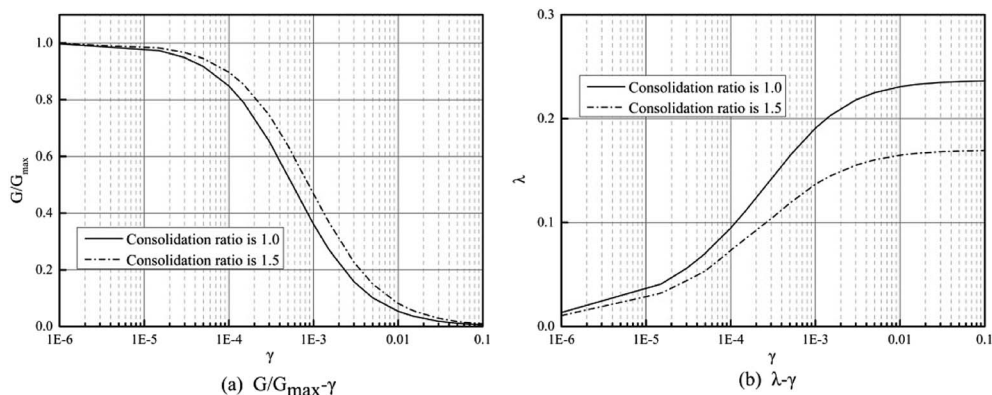 1.0
0.8
0.6
0.4
0.2
0.0
G/Gmax
Consolidation ratio is 1.0
Consolidation ratio is 1.5
1E-6
1E-5
1E-4
1E-3
0.01
0.1
γ
(a) G/Gmax-γ
0.3
0.2
0.1
0.0
λ
Consolidation ratio is 1.0
Consolidation ratio is 1.5
1E-6
1E-5
1E-4
1E-3
0.01
0.1
γ
(b) λ-γ